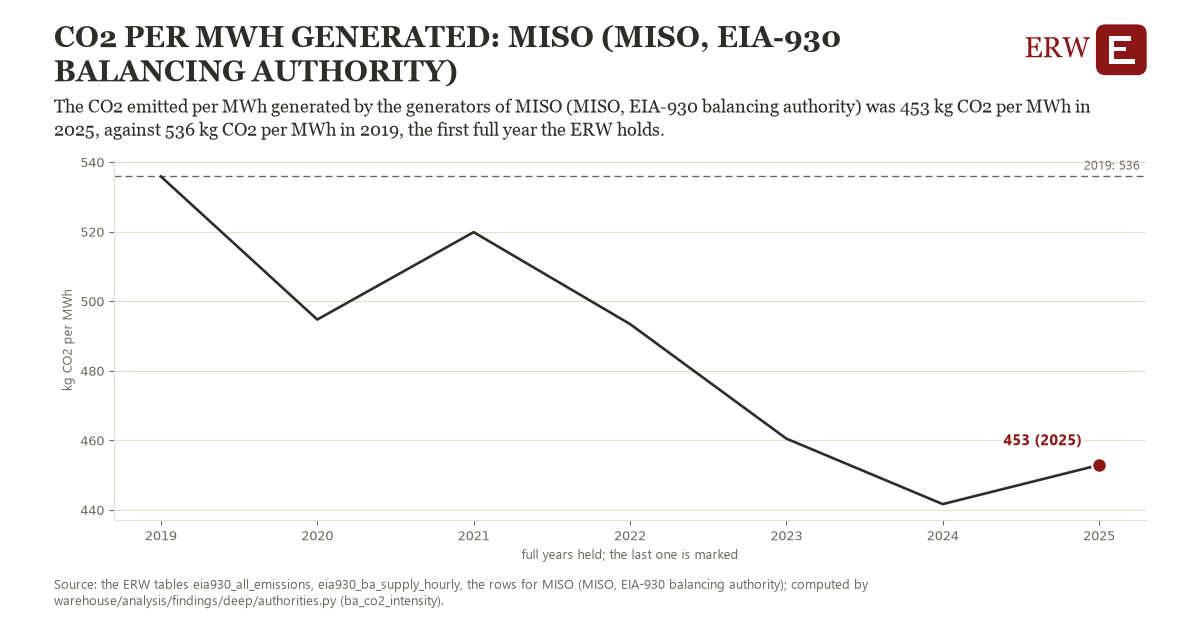 CO2 PER MWH GENERATED: MISO (MISO, EIA-930
BALANCING AUTHORITY)
ERW E
The CO2 emitted per MWh generated by the generators of MISO (MISO, EIA-930 balancing authority) was 453 kg CO2 per MWh in
2025, against 536 kg CO2 per MWh in 2019, the first full year the ERW holds.
540
2019: 536
520
500
480
460
440
kg CO2 per MWh
453 (2025)
2019 2020 2021 2022 2023 2024 2025
full years held; the last one is marked
Source: the ERW tables eia930_all_emissions, eia930_ba_supply_hourly, the rows for MISO (MISO, EIA-930 balancing authority); computed by
warehouse/analysis/findings/deep/authorities.py (ba_co2_intensity).